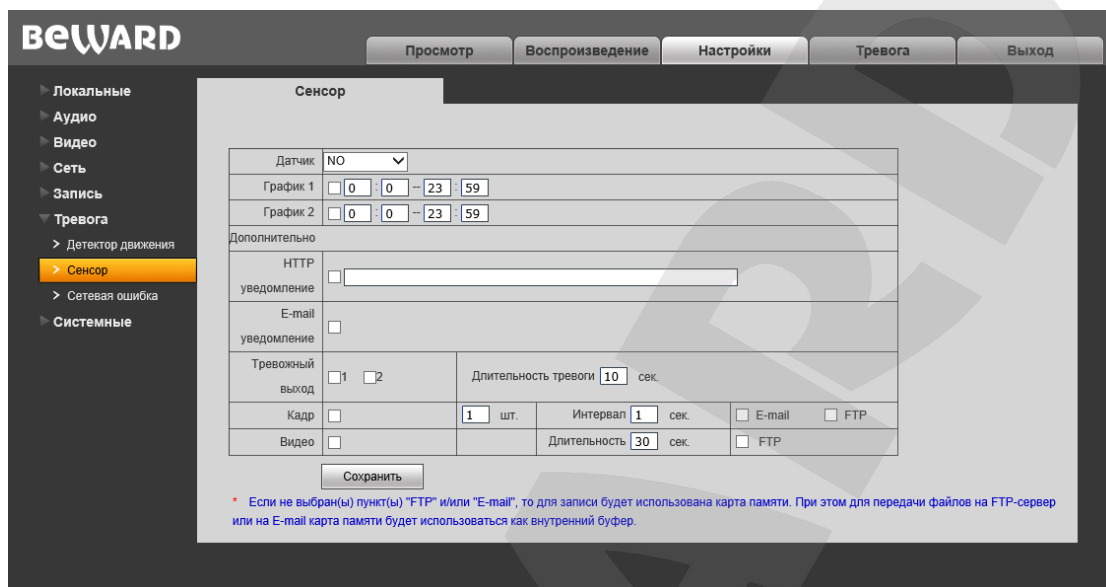 BEWARD
Просмотр Воспроизведение Настройки Тревога Выход
Локальные
Аудио
Видео
Сеть
Запись
Тревога
> Детектор движения
> Сенсор
> Сетевая ошибка
Системные
Сенсор
Датчик NO
График 1 0 : 0 -- 23 : 59
График 2 0 : 0 -- 23 : 59
Дополнительно
HTTP
уведомление
E-mail
уведомление
Тревожный
выход
1 2 Длительность тревоги 10 сек.
Кадр 1 шт. Интервал 1 сек. E-mail FTP
Видео Длительность 30 сек. FTP
Сохранить
* Если не выбран(ы) пункт(ы) "FTP" и/или "E-mail", то для записи будет использована карта памяти. При этом для передачи файлов на FTP-сервер
или на E-mail карта памяти будет использоваться как внутренний буфер.